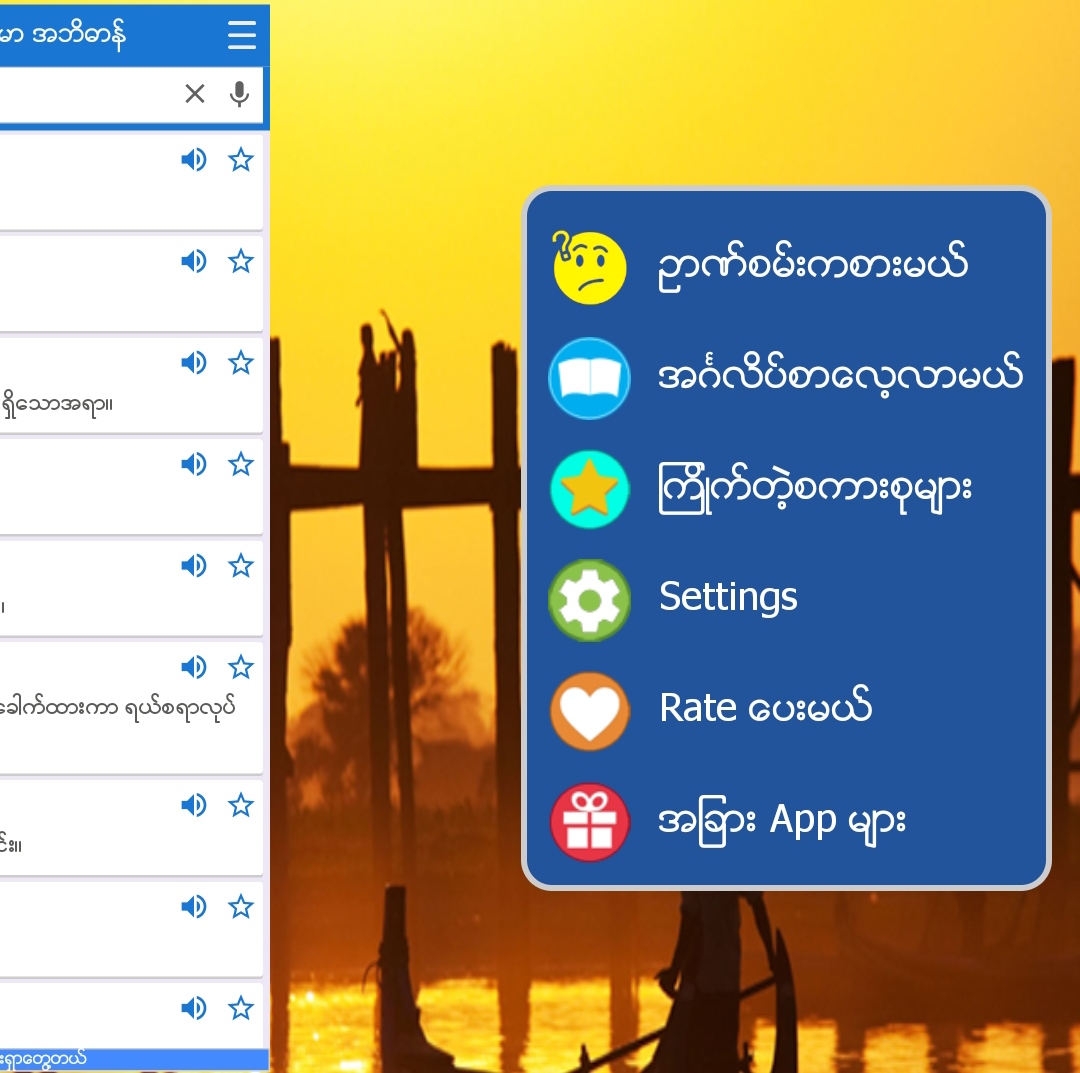 မာ အဘိဓာန်
ရှိသောအရာ။
ခေါက်ထားကာ ရယ်စရာလုပ်
ဉာဏ်စမ်းကစားမယ်
အင်္ဂလိပ်စာလေ့လာမယ်
ကြိုက်တဲ့စကားစုများ
Settings
Rate ပေးမယ်
အခြား App များ